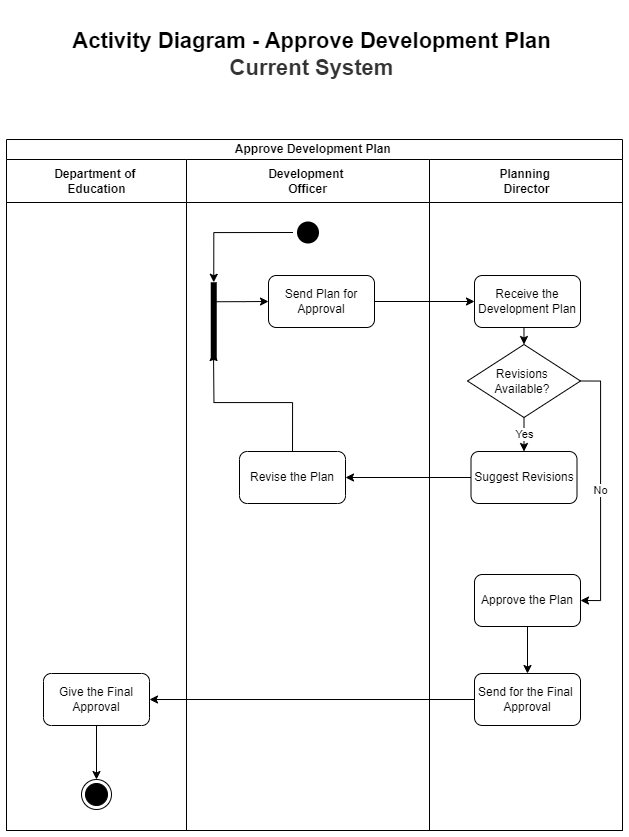 Activity Diagram - Approve Development Plan
Current System
Approve Development Plan
Department of
Education
Development
Officer
Planning
Director
Send Plan for
Approval
Receive the
Development Plan
Revisions
Available?
Yes
Revise the Plan
Suggest Revisions
No
Approve the Plan
Give the Final
Approval
Send for the Final
Approval